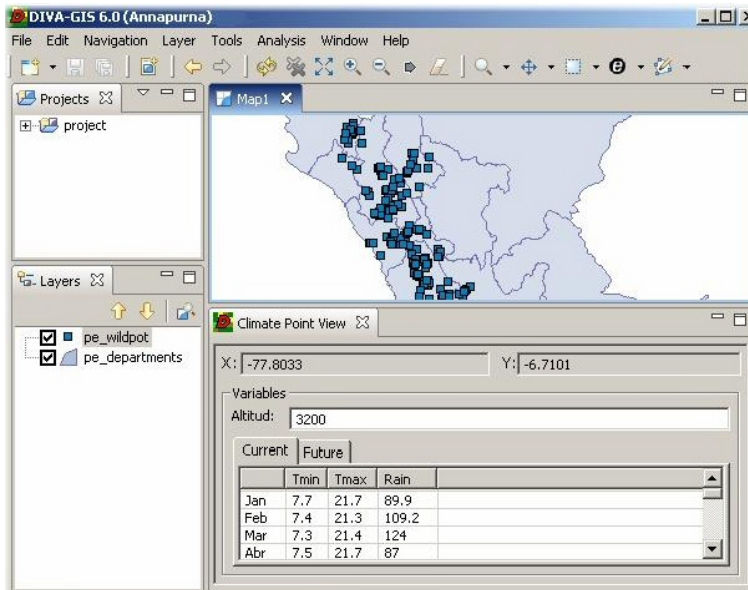 DIVA-GIS 6.0 (Annapurna)
File Edit Navigation Layer Tools Analysis Window Help
Projects
project
Map1
Layers
pe_wildpot
pe_departments
Climate Point View
X: -77.8033 Y: -6.7101
Variables
Altitud: 3200
Current Future
Tmin Tmax Rain
Jan 7.7 21.7 89.9
Feb 7.4 21.3 109.2
Mar 7.3 21.4 124
Abr 7.5 21.7 87